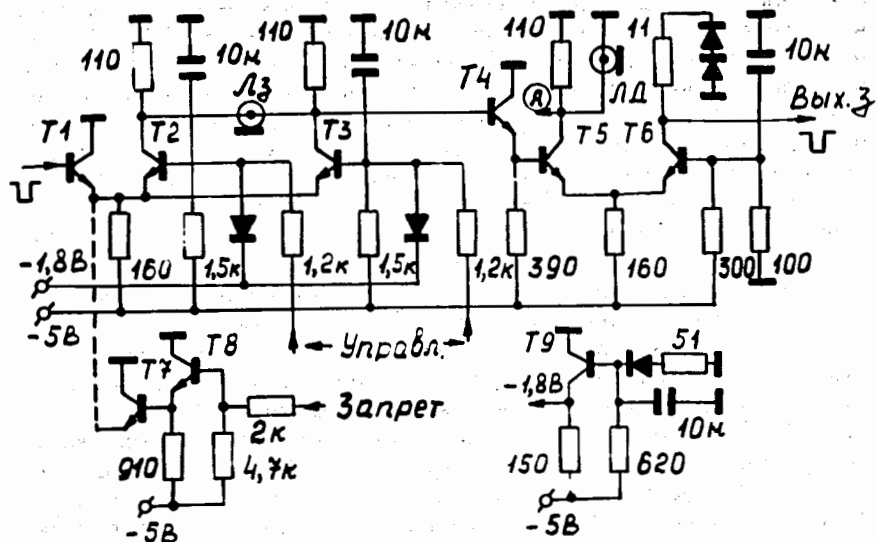 110
10н
110
10н
110
11
10н
Т4
ЛЗ
Я
ЛД
Вых.З
Т1
Т2
Т3
Т5
Т6
-1,8В
160
1,5к
1,2к
1,5к
1,2к
390
160
300
100
-5В
Управл.
Т7
Т8
Запрет
2к
910
4,7к
-5В
Т9
51
-1,8В
10н
150
620
-5В